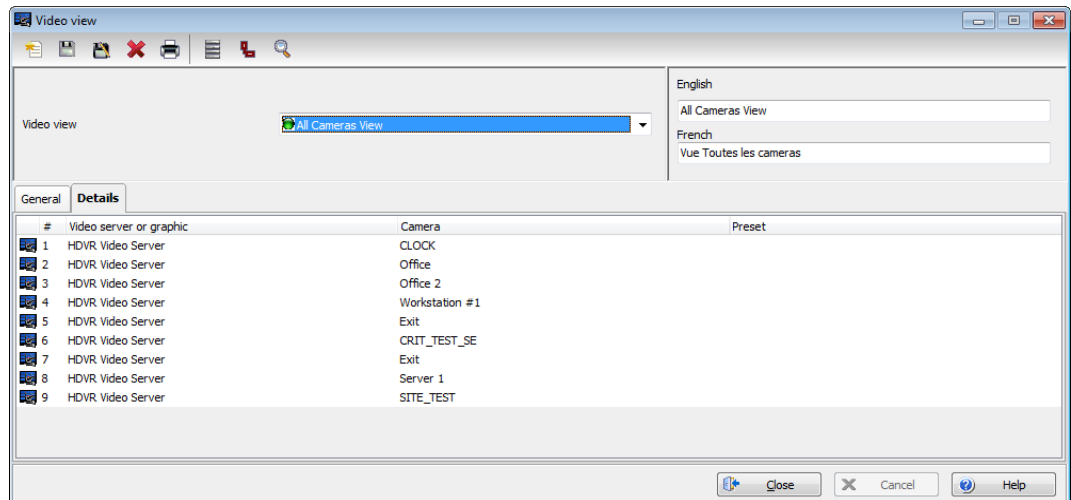 Video view
English
All Cameras View
Video view All Cameras View
French
Vue Toutes les cameras
General Details
# Video server or graphic Camera Preset
1 HDVR Video Server CLOCK
2 HDVR Video Server Office
3 HDVR Video Server Office 2
4 HDVR Video Server Workstation #1
5 HDVR Video Server Exit
6 HDVR Video Server CRIT_TEST_SE
7 HDVR Video Server Exit
8 HDVR Video Server Server 1
9 HDVR Video Server SITE_TEST
Close Cancel Help